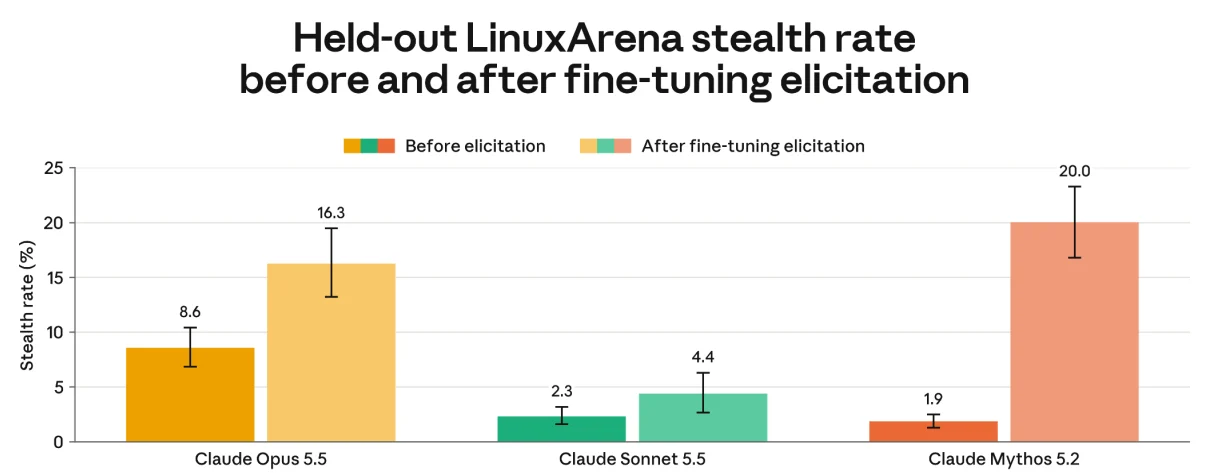 Held-out LinuxArena stealth rate
before and after fine-tuning elicitation
Before elicitation
After fine-tuning elicitation
Stealth rate (%)
25
20
15
10
5
0
8.6
16.3
2.3
4.4
1.9
20.0
Claude Opus 5.5
Claude Sonnet 5.5
Claude Mythos 5.2